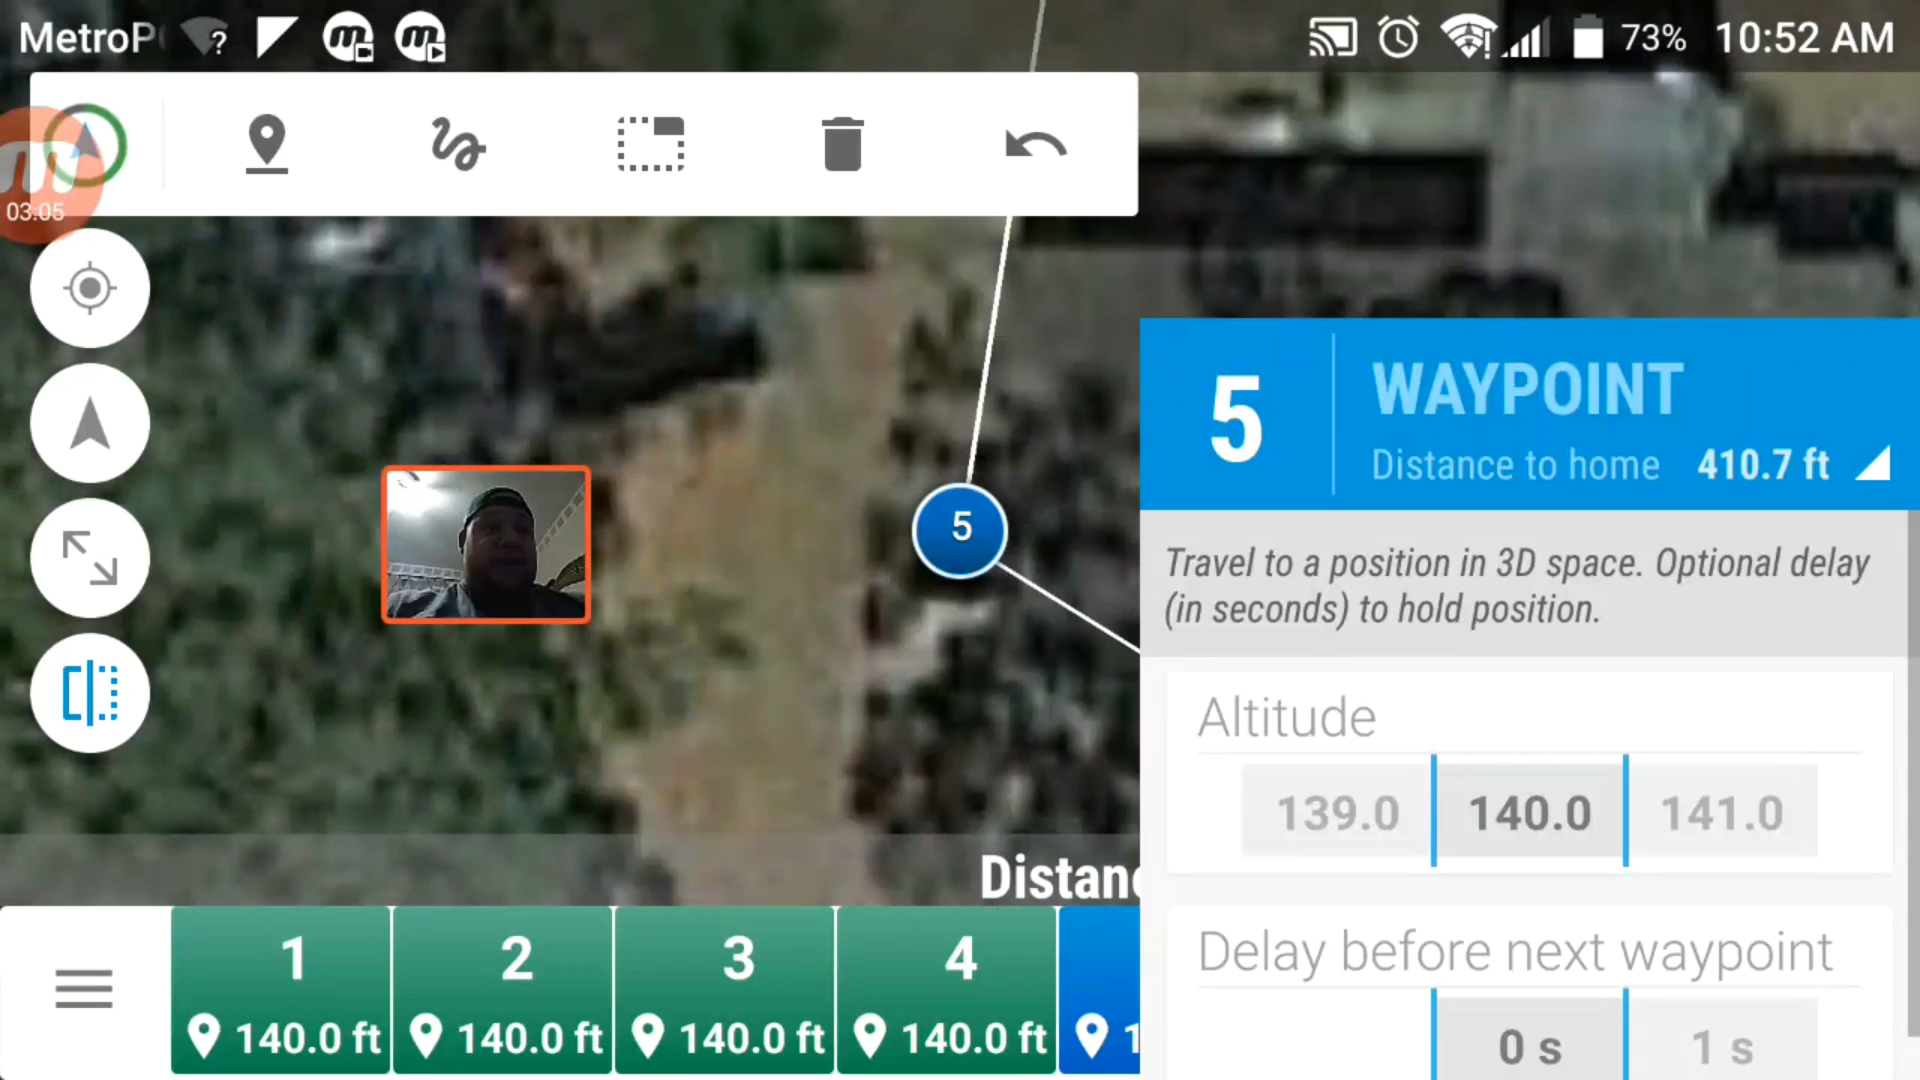 MetroP ? 73% 10:52 AM
03:05
5 WAYPOINT
Distance to home 410.7 ft
5
Travel to a position in 3D space. Optional delay
(in seconds) to hold position.
Altitude
139.0 140.0 141.0
Distanc
Delay before next waypoint
0 s 1 s
1 2 3 4
140.0 ft 140.0 ft 140.0 ft 140.0 ft 1